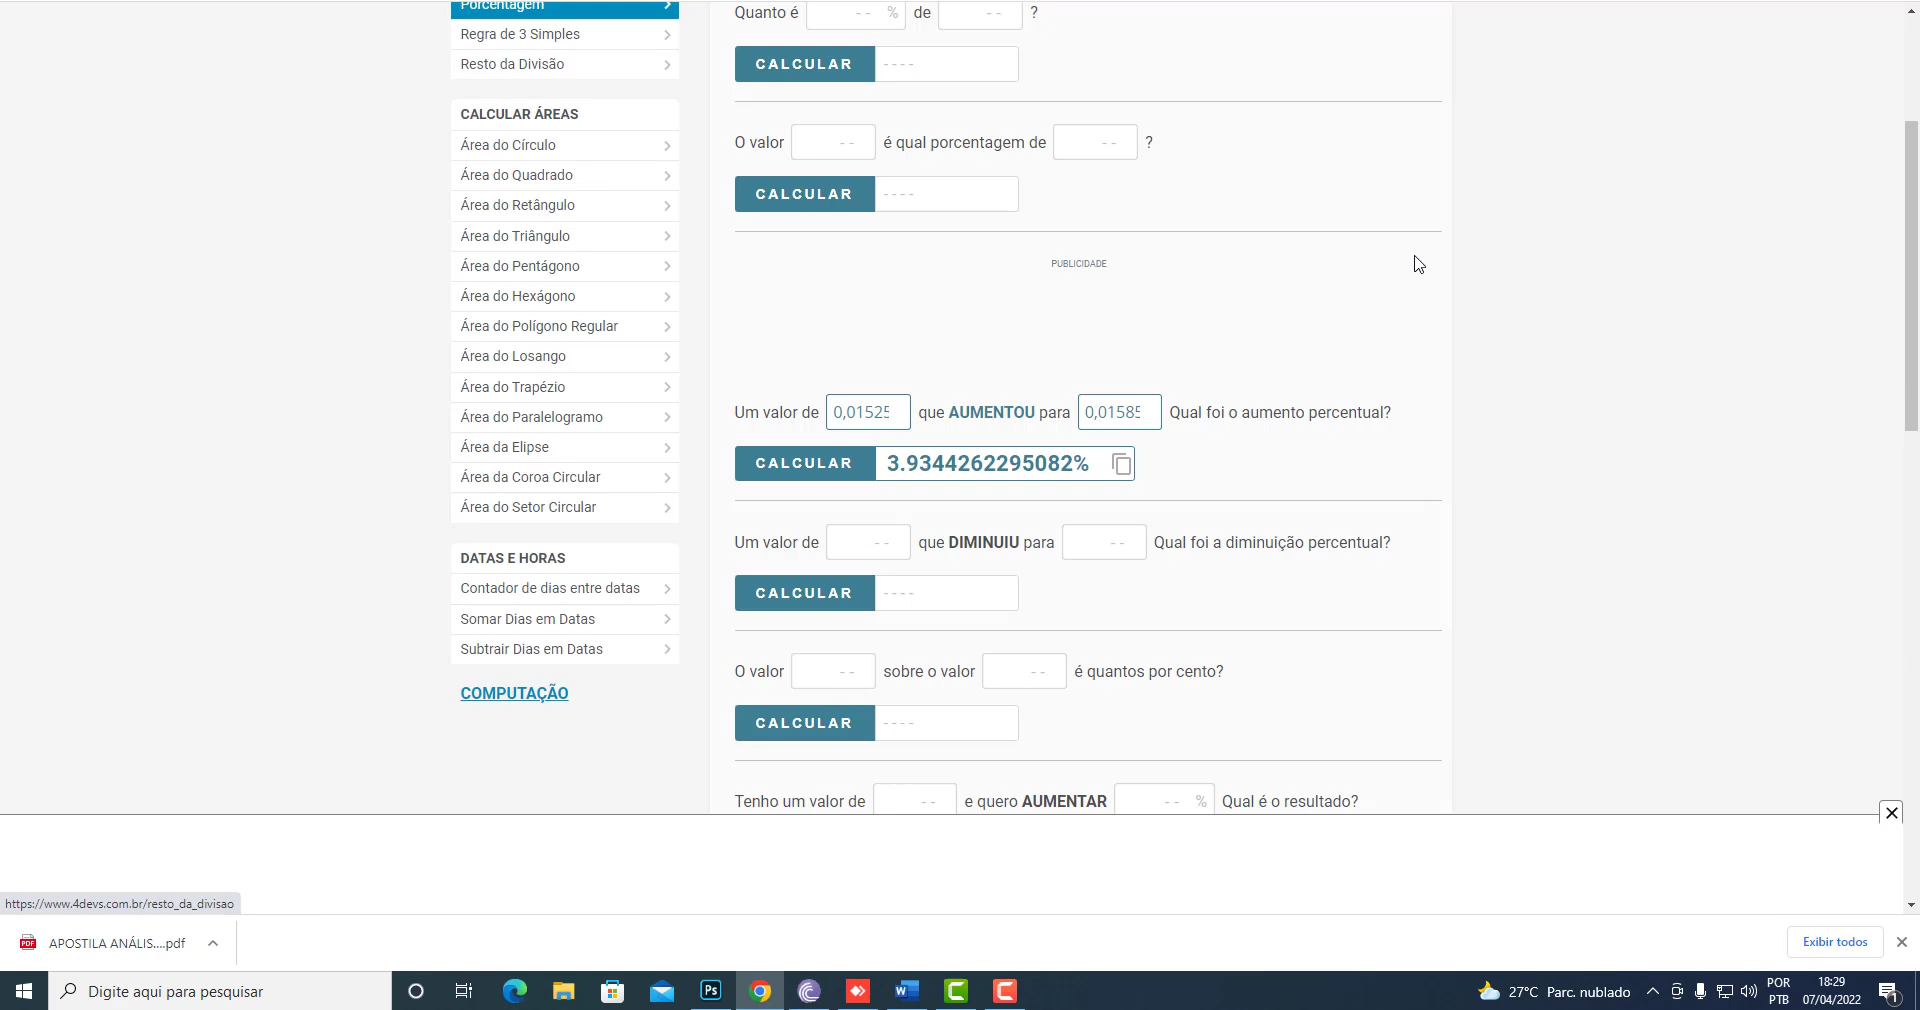 Porcentagem
Regra de 3 Simples
Resto da Divisão
CALCULAR ÁREAS
Área do Círculo
Área do Quadrado
Área do Retângulo
Área do Triângulo
Área do Pentágono
Área do Hexágono
Área do Polígono Regular
Área do Losango
Área do Trapézio
Área do Paralelogramo
Área da Elipse
Área da Coroa Circular
Área do Setor Circular
DATAS E HORAS
Contador de dias entre datas
Somar Dias em Datas
Subtrair Dias em Datas
COMPUTAÇÃO
Quanto é -- % de -- ?
CALCULAR ----
O valor -- é qual porcentagem de -- ?
CALCULAR ----
PUBLICIDADE
Um valor de 0,01525 que AUMENTOU para 0,01585 Qual foi o aumento percentual?
CALCULAR 3.9344262295082%
Um valor de -- que DIMINUIU para -- Qual foi a diminuição percentual?
CALCULAR ----
O valor -- sobre o valor -- é quantos por cento?
CALCULAR ----
Tenho um valor de -- e quero AUMENTAR -- % Qual é o resultado?
https://www.4devs.com.br/resto_da_divisao
PDF APOSTILA ANÁLIS....pdf
Exibir todos
Digite aqui para pesquisar
Ps
27°C Parc. nublado
POR
PTB
18:29
07/04/2022
1